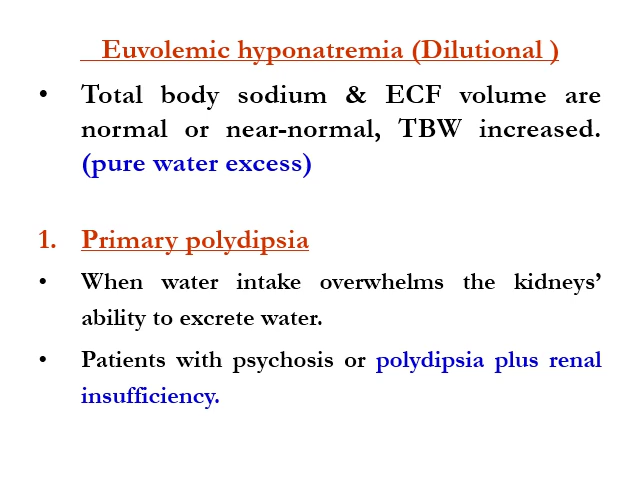 Euvolemic hyponatremia (Dilutional )
• Total body sodium & ECF volume are
normal or near-normal, TBW increased.
(pure water excess)
1. Primary polydipsia
• When water intake overwhelms the kidneys’
ability to excrete water.
• Patients with psychosis or polydipsia plus renal
insufficiency.